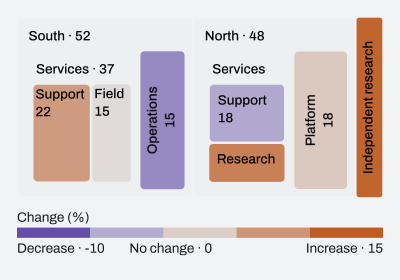 South · 52
Services · 37
Support
22
Field
15
Operations
15
North · 48
Services
Support
18
Research
Platform
18
Independent research
Change (%)
Decrease · -10
No change · 0
Increase · 15